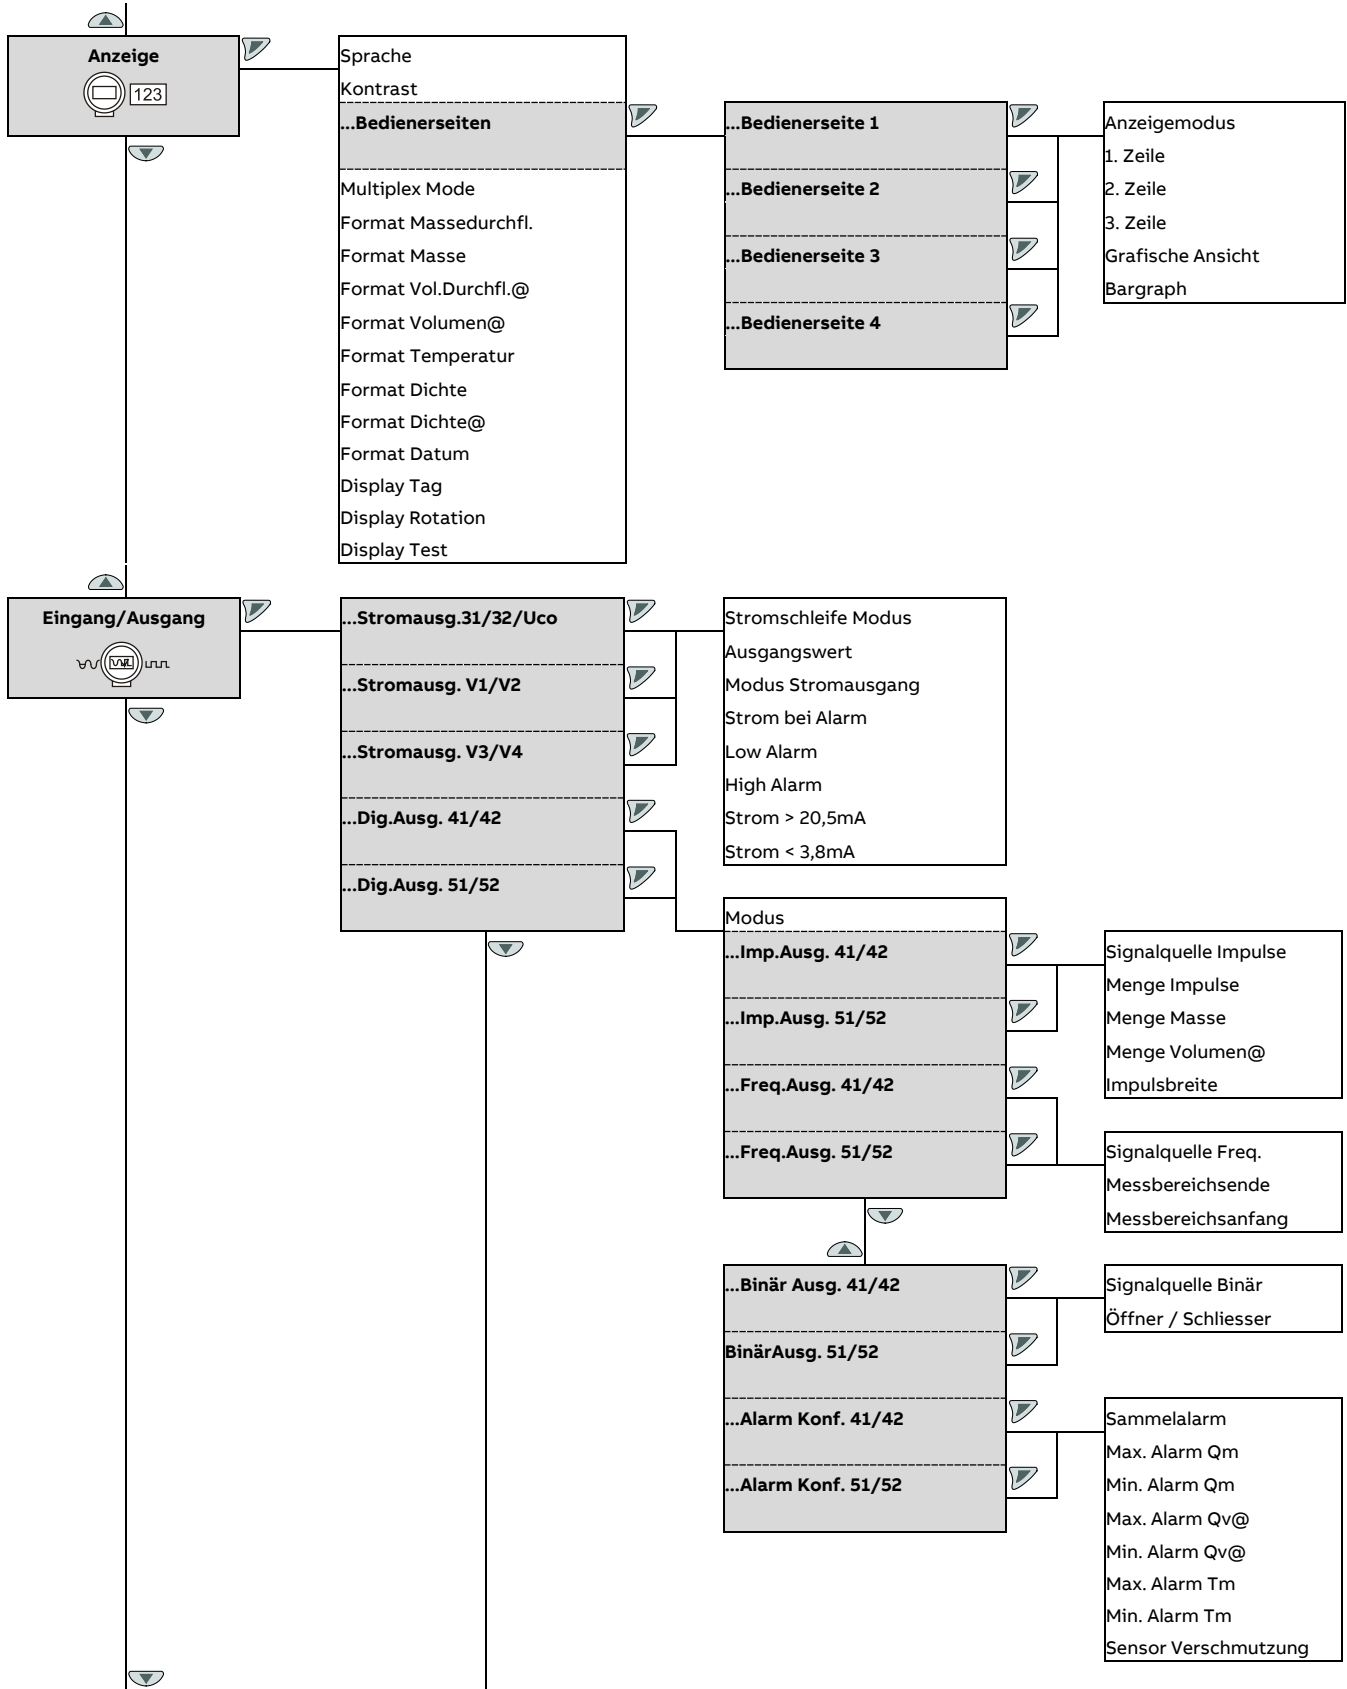 Anzeige
123
Sprache
Kontrast
...Bedienerseiten
Multiplex Mode
Format Massedurchfl.
Format Masse
Format Vol.Durchfl.@
Format Volumen@
Format Temperatur
Format Dichte
Format Dichte@
Format Datum
Display Tag
Display Rotation
Display Test
...Bedienerseite 1
...Bedienerseite 2
...Bedienerseite 3
...Bedienerseite 4
Anzeigemodus
1. Zeile
2. Zeile
3. Zeile
Grafische Ansicht
Bargraph
Eingang/Ausgang
...Stromausg.31/32/Uco
...Stromausg. V1/V2
...Stromausg. V3/V4
...Dig.Ausg. 41/42
...Dig.Ausg. 51/52
Stromschleife Modus
Ausgangswert
Modus Stromausgang
Strom bei Alarm
Low Alarm
High Alarm
Strom > 20,5mA
Strom < 3,8mA
Modus
...Imp.Ausg. 41/42
...Imp.Ausg. 51/52
...Freq.Ausg. 41/42
...Freq.Ausg. 51/52
Signalquelle Impulse
Menge Impulse
Menge Masse
Menge Volumen@
Impulsbreite
Signalquelle Freq.
Messbereichsende
Messbereichsanfang
...Binär Ausg. 41/42
BinärAusg. 51/52
...Alarm Konf. 41/42
...Alarm Konf. 51/52
Signalquelle Binär
Öffner / Schliesser
Sammelalarm
Max. Alarm Qm
Min. Alarm Qm
Max. Alarm Qv@
Min. Alarm Qv@
Max. Alarm Tm
Min. Alarm Tm
Sensor Verschmutzung